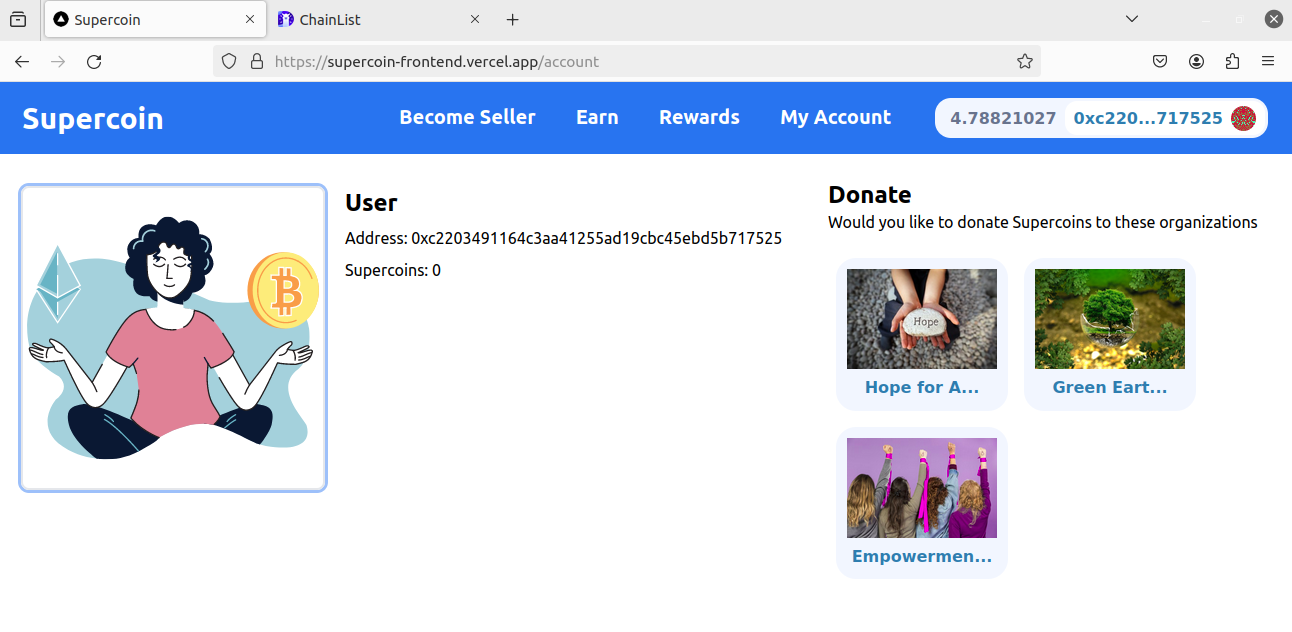 Supercoin
ChainList
https://supercoin-frontend.vercel.app/account
Supercoin
Become Seller
Earn
Rewards
My Account
4.78821027
0xc220...717525
User
Address: 0xc2203491164c3aa41255ad19cbc45ebd5b717525
Supercoins: 0
Donate
Would you like to donate Supercoins to these organizations
Hope
Hope for A...
Green Eart...
Empowermen...